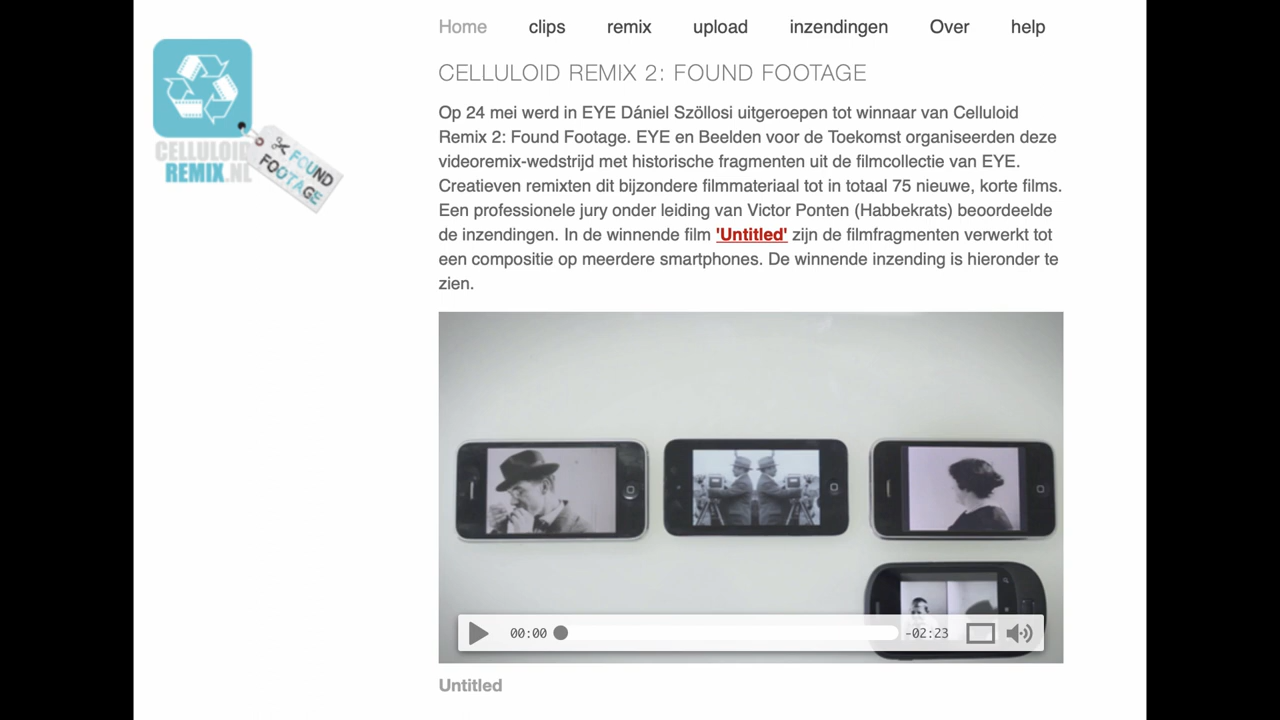 Home clips remix upload inzendingen Over help
CELLULOID REMIX.NL
FOUND FOOTAGE
CELLULOID REMIX 2: FOUND FOOTAGE
Op 24 mei werd in EYE Dániel Szöllosi uitgeroepen tot winnaar van Celluloid
Remix 2: Found Footage. EYE en Beelden voor de Toekomst organiseerden deze
videoremix-wedstrijd met historische fragmenten uit de filmcollectie van EYE.
Creatieven remixten dit bijzondere filmmateriaal tot in totaal 75 nieuwe, korte films.
Een professionele jury onder leiding van Victor Ponten (Habbekrats) beoordeelde
de inzendingen. In de winnende film 'Untitled' zijn de filmfragmenten verwerkt tot
een compositie op meerdere smartphones. De winnende inzending is hieronder te
zien.
00:00 -02:23
Untitled